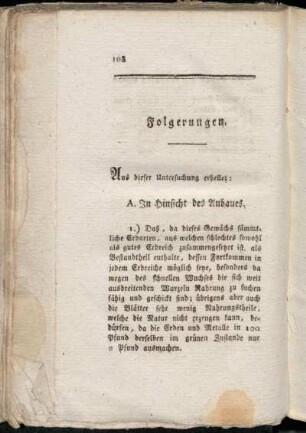 108
Folgerungen.
Aus dieser Untersuchung erhellet:
A. In Hinsicht des Anbaues.
1.) Daß, da dieses Gewächs sämmt-
liche Erdarten, aus welchen schlechtes sowohl
als gutes Erdreich zusammengesetzt ist, als
Bestandtheil enthalte, dessen Fortkommen in
jedem Erdreiche möglich seye, besonders da
wegen des schnellen Wuchses die sich weit
ausbreitenden Wurzeln Nahrung zu suchen
fähig und geschickt sind; übrigens aber auch
die Blätter sehr wenig Nahrungstheile,
welche die Natur nicht erzeugen kann, be-
dürfen, da die Erden und Metalle in 100
Pfund derselben im grünen Zustande nur
Pfund ausmachen.